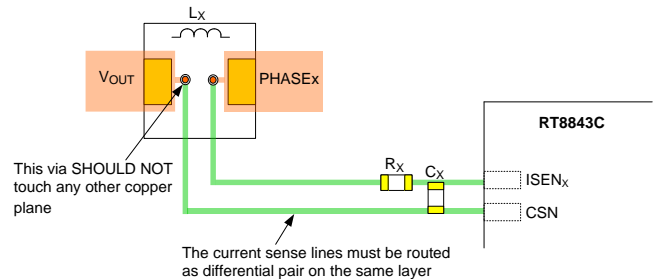 LX
VOUT
PHASEx
RT8843C
This via SHOULD NOT
touch any other copper
plane
RX
CX
ISENX
CSN
The current sense lines must be routed
as differential pair on the same layer